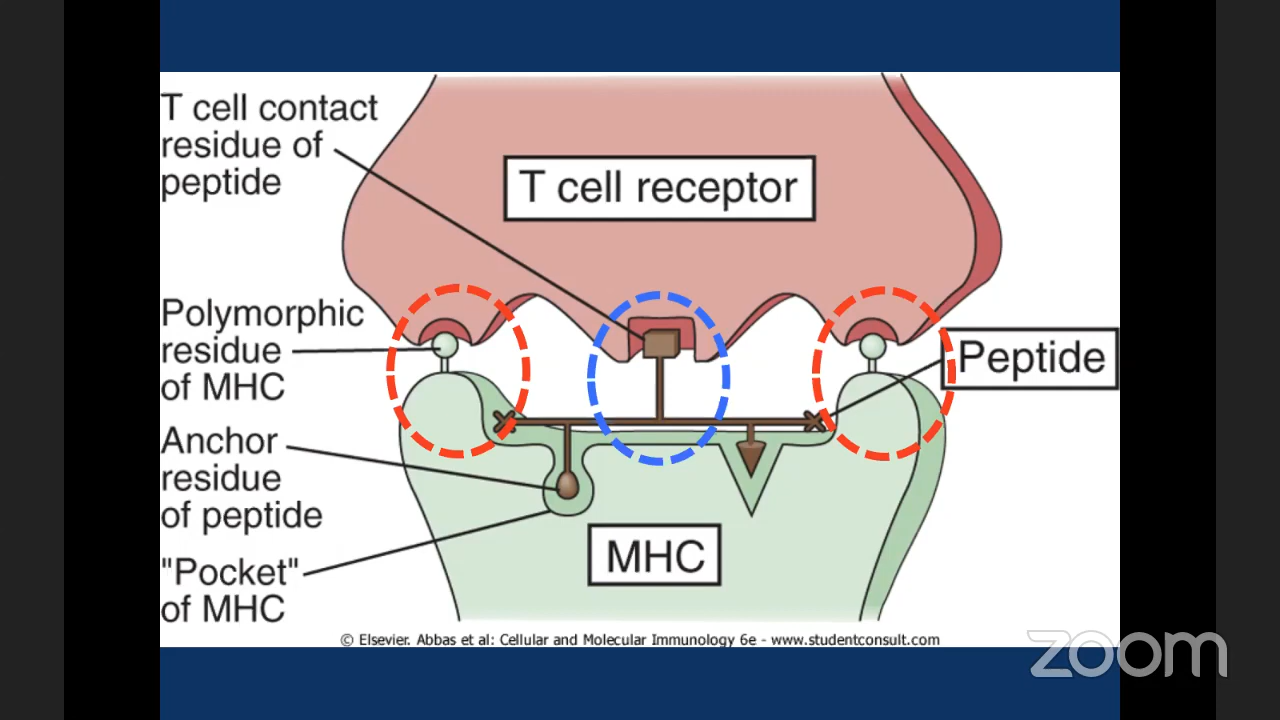 T cell contact
residue of
peptide
T cell receptor
Polymorphic
residue
of MHC
Peptide
Anchor
residue
of peptide
"Pocket"
of MHC
MHC
© Elsevier. Abbas et al: Cellular and Molecular Immunology 6e - www.studentconsult.com
zoom